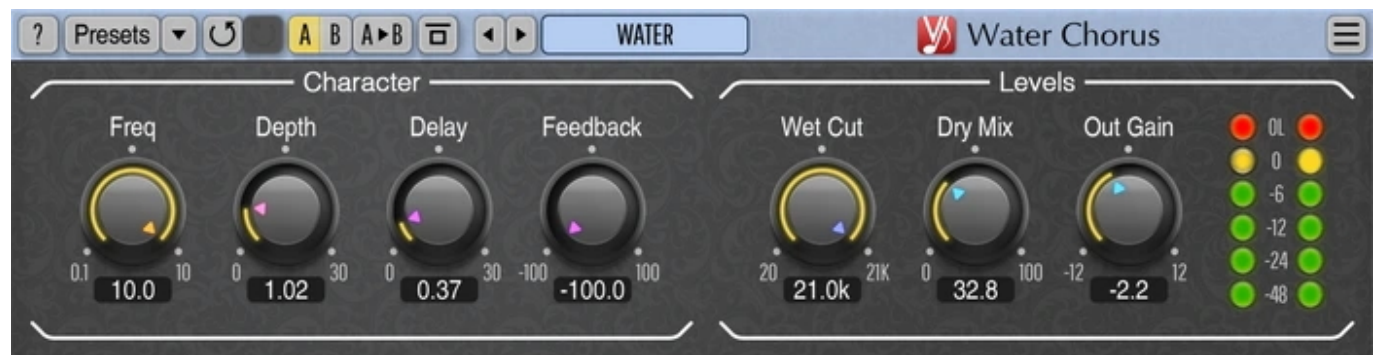 ? Presets A B A▸B WATER Water Chorus
Character Levels
Freq Depth Delay Feedback Wet Cut Dry Mix Out Gain
OL
0
-6
-12
-24
-48
0.1 10 0 30 0 30 -100 100 20 21K 0 100 -12 12
10.0 1.02 0.37 -100.0 21.0k 32.8 -2.2